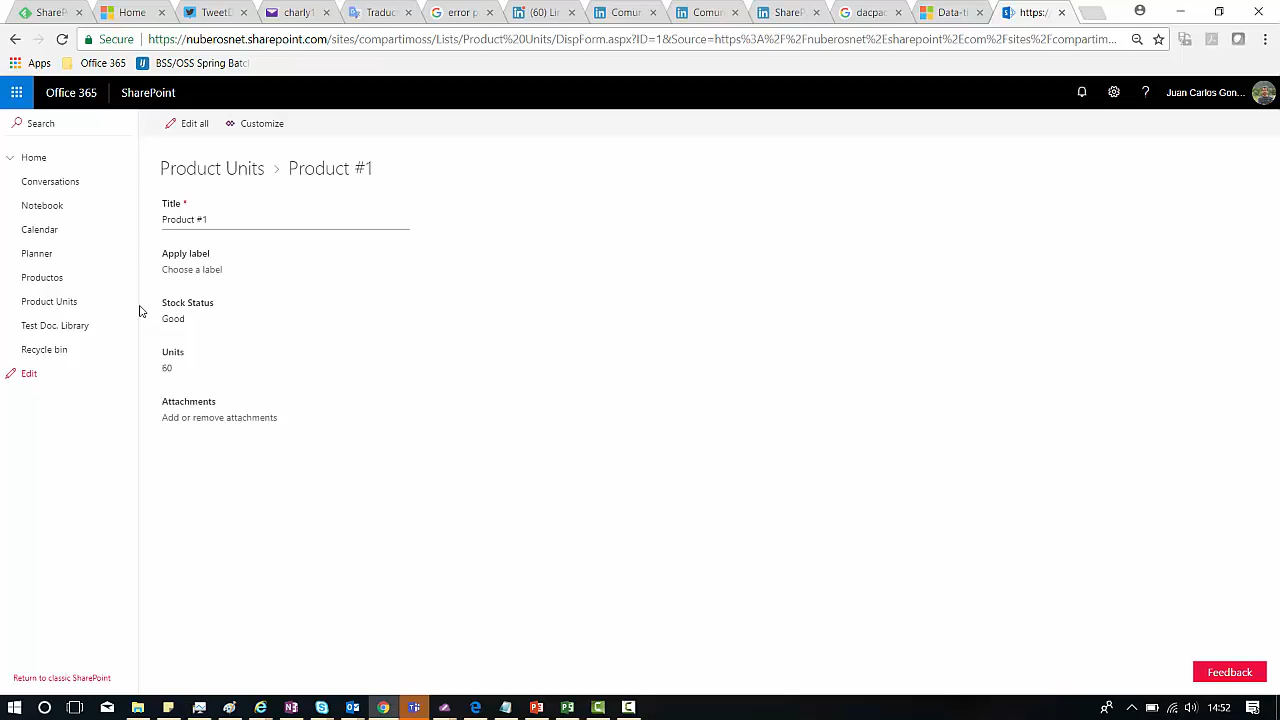 ShareP
Home
TweetD
charly1
Traduc
error p
(60) Li
Comur
Comur
Share
dacpa
Data-t
https:/
Secure
https://nuberosnet.sharepoint.com/sites/compartimoss/Lists/Product%20Units/DispForm.aspx?ID=1&Source=https%3A%2F%2Fnuberosnet%2Esharepoint%2Ecom%2Fsites%2Fcompartim...
Apps
Office 365
BSS/OSS Spring Batc
Office 365
SharePoint
?
Juan Carlos Gon...
Search
Edit all
Customize
Home
Conversations
Notebook
Calendar
Planner
Productos
Product Units
Test Doc. Library
Recycle bin
Edit
Product Units > Product #1
Title *
Product #1
Apply label
Choose a label
Stock Status
Good
Units
60
Attachments
Add or remove attachments
Return to classic SharePoint
Feedback
14:52